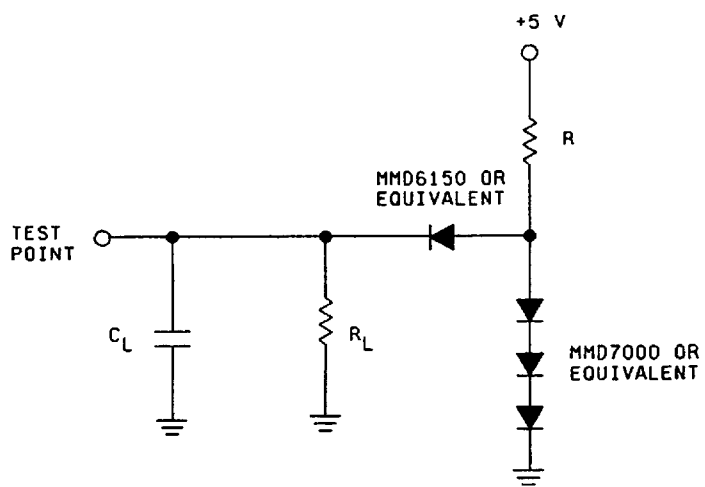 +5 V
R
MMD6150 OR
EQUIVALENT
TEST
POINT
CL
RL
MMD7000 OR
EQUIVALENT